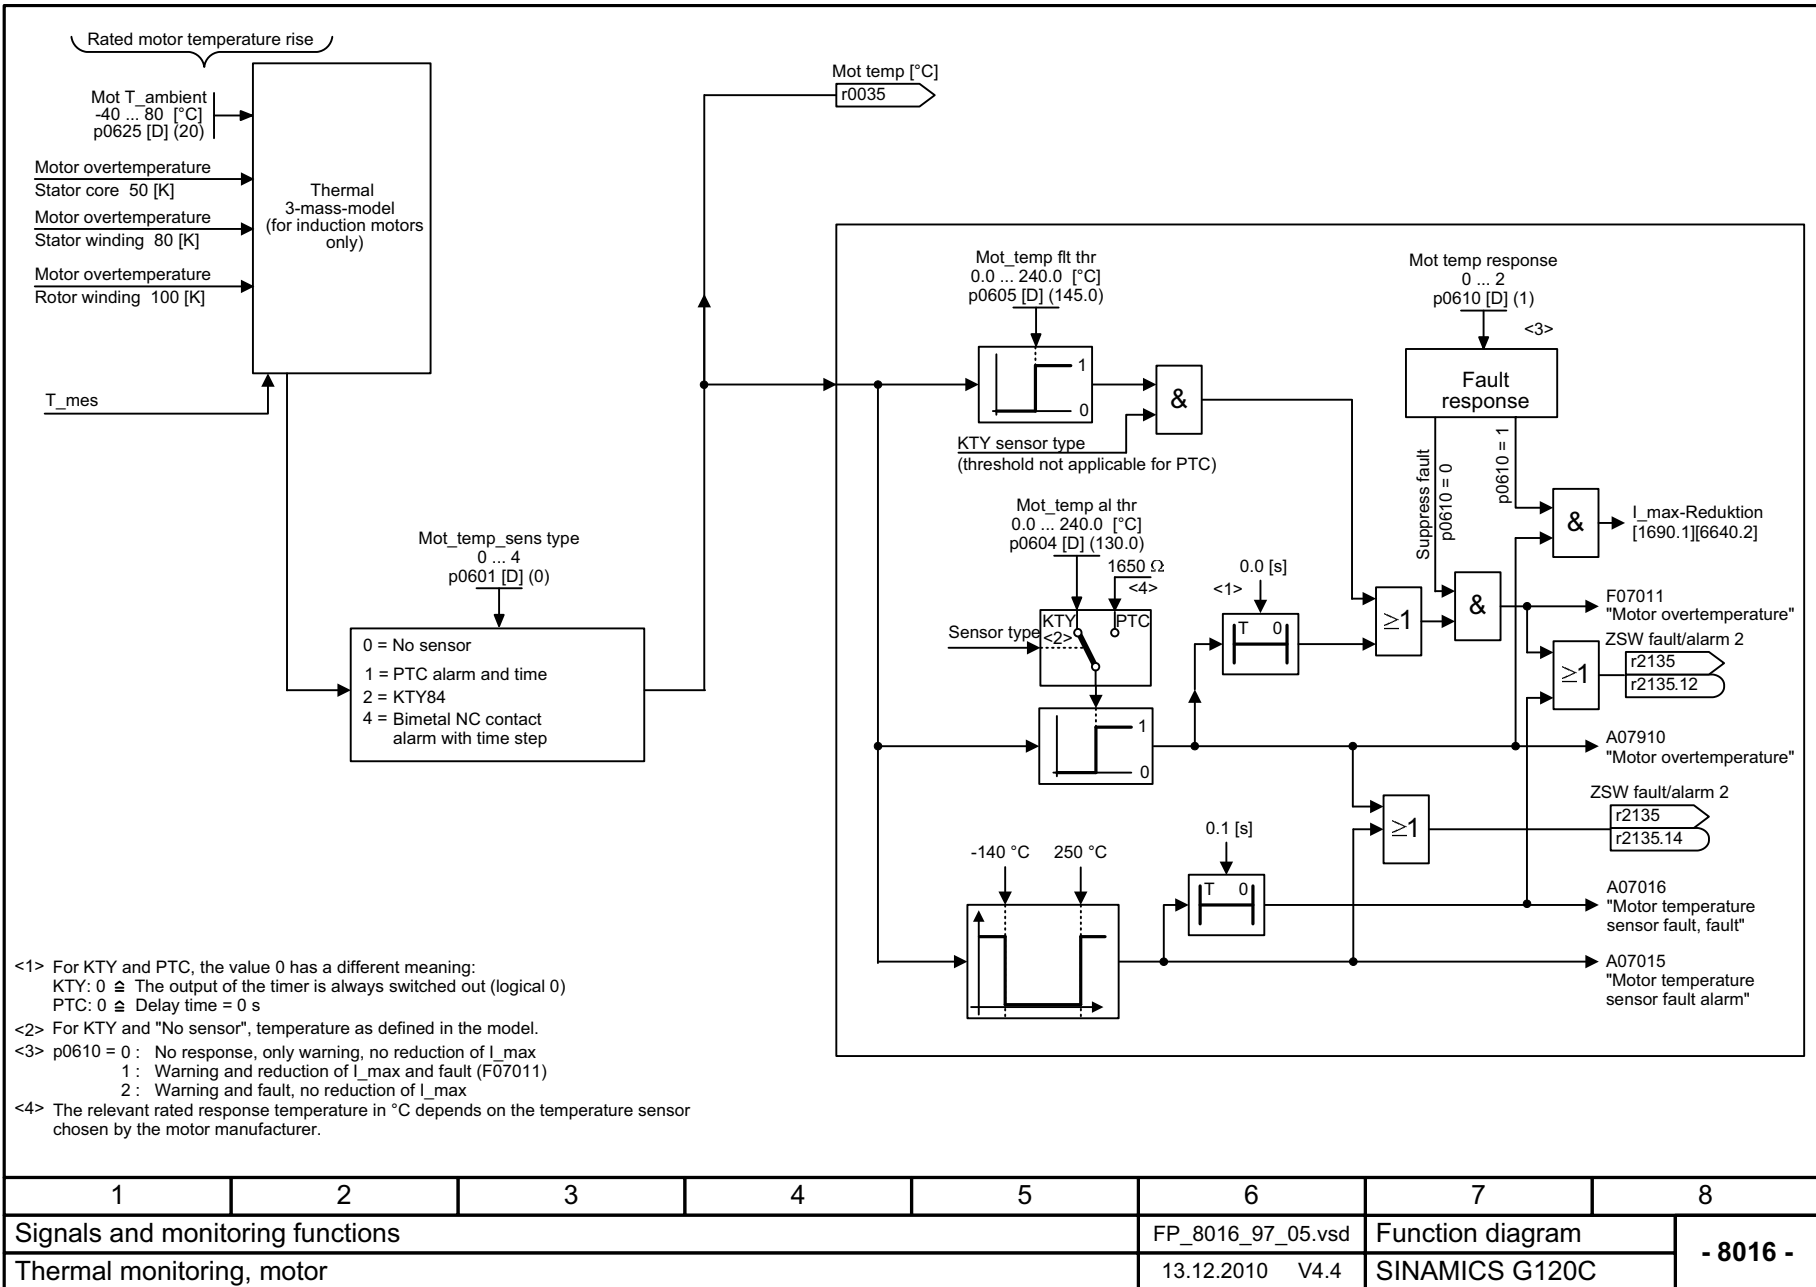 Rated motor temperature rise
Mot T_ambient
-40 ... 80 [°C]
p0625 [D] (20)
Motor overtemperature
Stator core 50 [K]
Motor overtemperature
Stator winding 80 [K]
Motor overtemperature
Rotor winding 100 [K]
T_mes
Thermal
3-mass-model
(for induction motors
only)
Mot_temp_sens type
0 ... 4
p0601 [D] (0)
0 = No sensor
1 = PTC alarm and time
2 = KTY84
4 = Bimetal NC contact
alarm with time step
Mot temp [°C]
r0035
Mot_temp flt thr
0.0 ... 240.0 [°C]
p0605 [D] (145.0)
1
0
&
KTY sensor type
(threshold not applicable for PTC)
Mot temp response
0 ... 2
p0610 [D] (1)
<3>
Fault
response
Suppress fault
p0610 = 0
p0610 = 1
&
I_max-Reduktion
[1690.1][6640.2]
Mot_temp al thr
0.0 ... 240.0 [°C]
p0604 [D] (130.0)
1650 Ω
<4>
KTY
PTC
<2>
Sensor type
0.0 [s]
<1>
T 0
≥1
&
F07011
"Motor overtemperature"
ZSW fault/alarm 2
r2135
r2135.12
≥1
1
0
A07910
"Motor overtemperature"
ZSW fault/alarm 2
r2135
r2135.14
≥1
-140 °C 250 °C
0.1 [s]
T 0
A07016
"Motor temperature
sensor fault, fault"
A07015
"Motor temperature
sensor fault alarm"
<1> For KTY and PTC, the value 0 has a different meaning:
KTY: 0 ≙ The output of the timer is always switched out (logical 0)
PTC: 0 ≙ Delay time = 0 s
<2> For KTY and "No sensor", temperature as defined in the model.
<3> p0610 = 0 : No response, only warning, no reduction of I_max
1 : Warning and reduction of I_max and fault (F07011)
2 : Warning and fault, no reduction of I_max
<4> The relevant rated response temperature in °C depends on the temperature sensor
chosen by the motor manufacturer.
1 2 3 4 5 6 7 8
Signals and monitoring functions
FP_8016_97_05.vsd
Function diagram
- 8016 -
Thermal monitoring, motor
13.12.2010 V4.4
SINAMICS G120C